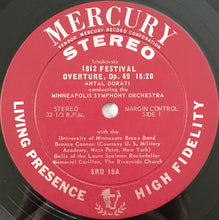 MERCURY
VENDOR: MERCURY RECORD CORPORATION
STEREO
Tchaikovsky
1812 FESTIVAL
OVERTURE, Op. 49 15:20
ANTAL DORATI
conducting the
MINNEAPOLIS SYMPHONY ORCHESTRA
STEREO
33 1/3 R.P.M.
MARGIN CONTROL
SIDE 1
with the
University of Minnesota Brass Band
Bronze Cannon (Courtesy U. S. Military
Academy, West Point, New York)
Bells of the Laura Spelman Rockefeller
Memorial Carillon, The Riverside Church
SRD 19A
LIVING PRESENCE
HIGH FIDELITY